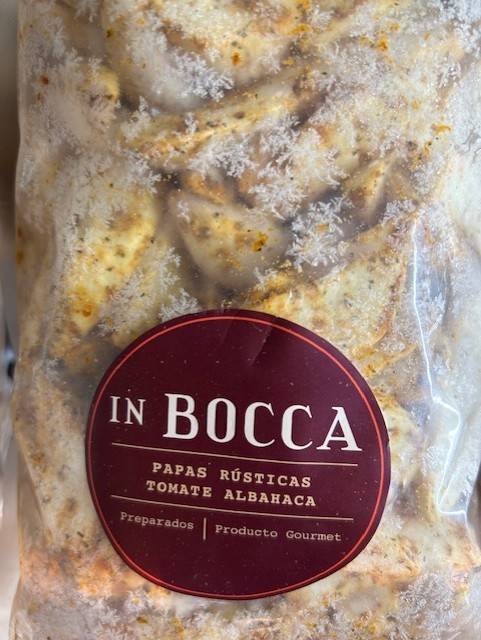 IN BOCCA
PAPAS RÚSTICAS
TOMATE ALBAHACA
Preparados | Producto Gourmet